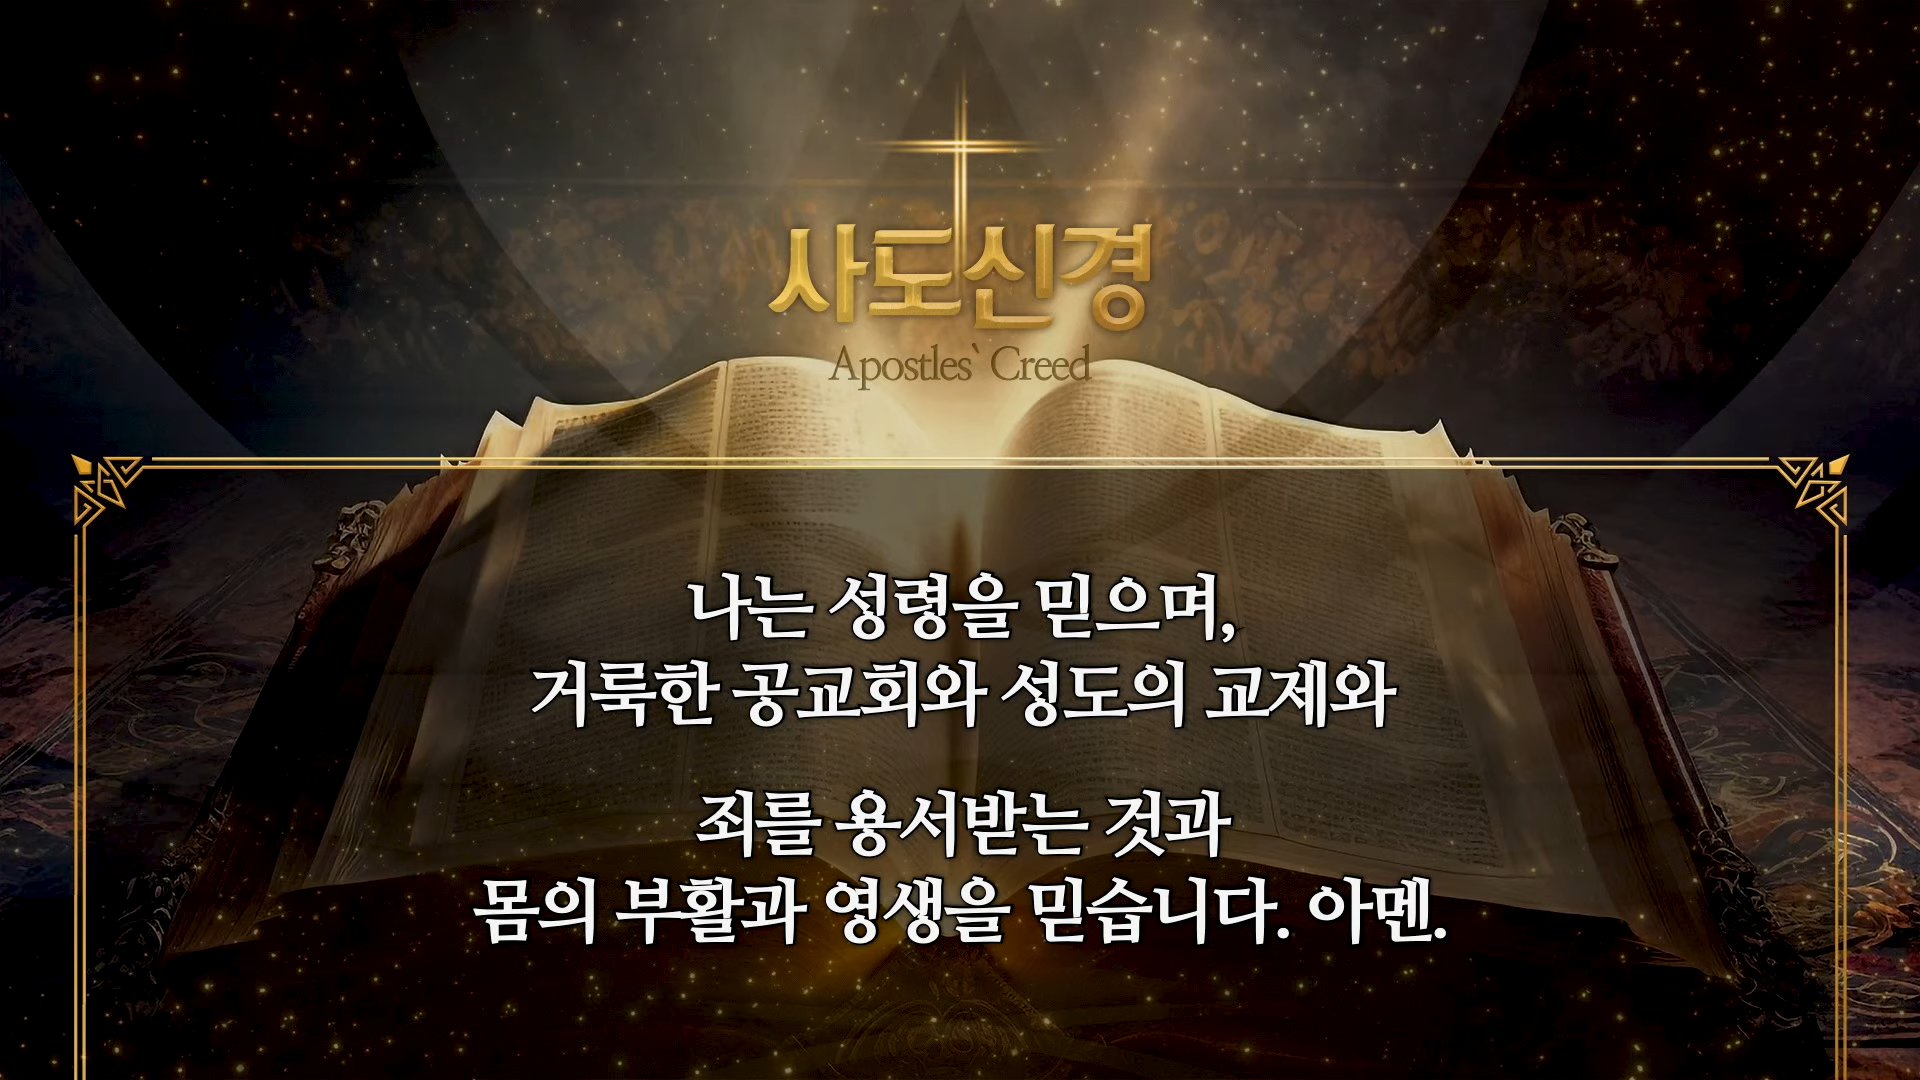 사도신경
Apostles` Creed
나는 성령을 믿으며,
거룩한 공교회와 성도의 교제와
죄를 용서받는 것과
몸의 부활과 영생을 믿습니다. 아멘.